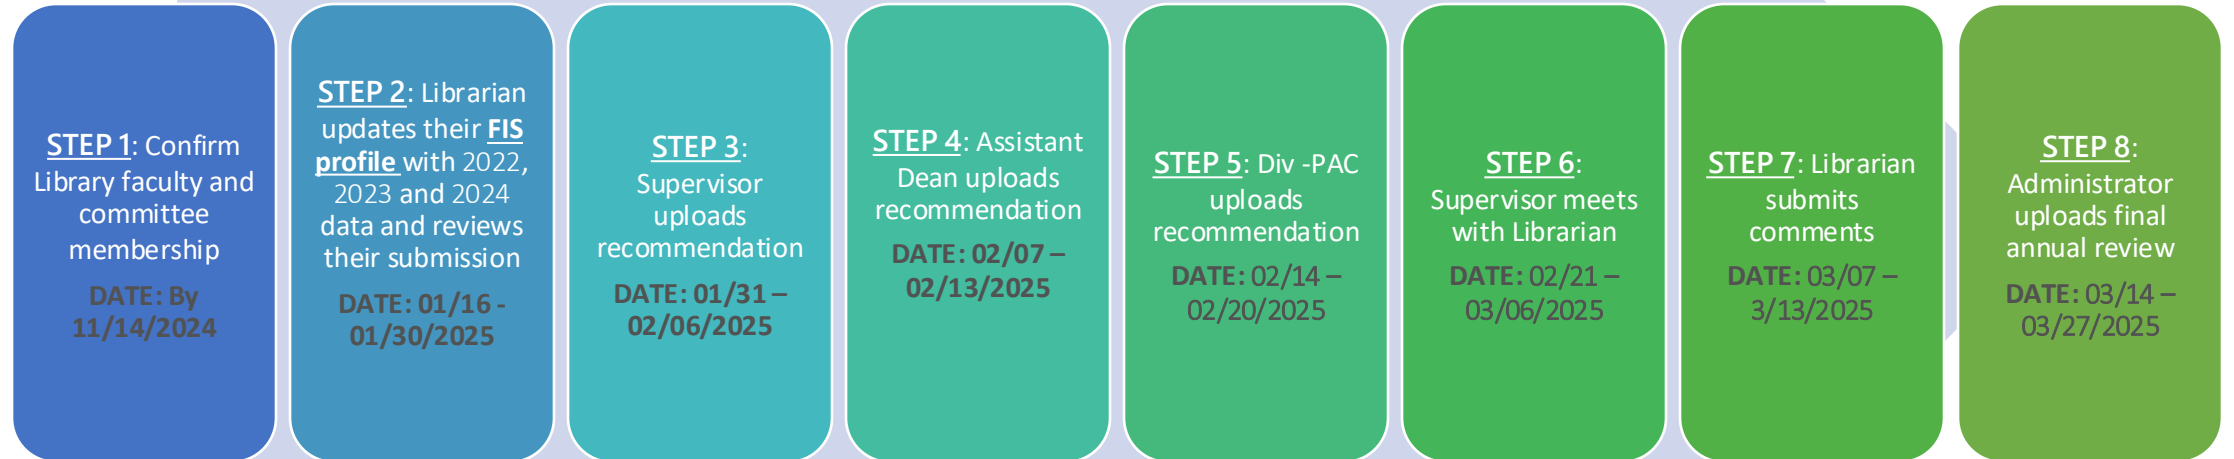 STEP 1: Confirm
Library faculty and
committee
membership
DATE: By
11/14/2024
STEP 2: Librarian
updates their FIS
profile with 2022,
2023 and 2024
data and reviews
their submission
DATE: 01/16 -
01/30/2025
STEP 3:
Supervisor
uploads
recommendation
DATE: 01/31 –
02/06/2025
STEP 4: Assistant
Dean uploads
recommendation
DATE: 02/07 –
02/13/2025
STEP 5: Div -PAC
uploads
recommendation
DATE: 02/14 –
02/20/2025
STEP 6:
Supervisor meets
with Librarian
DATE: 02/21 –
03/06/2025
STEP 7: Librarian
submits
comments
DATE: 03/07 –
3/13/2025
STEP 8:
Administrator
uploads final
annual review
DATE: 03/14 –
03/27/2025